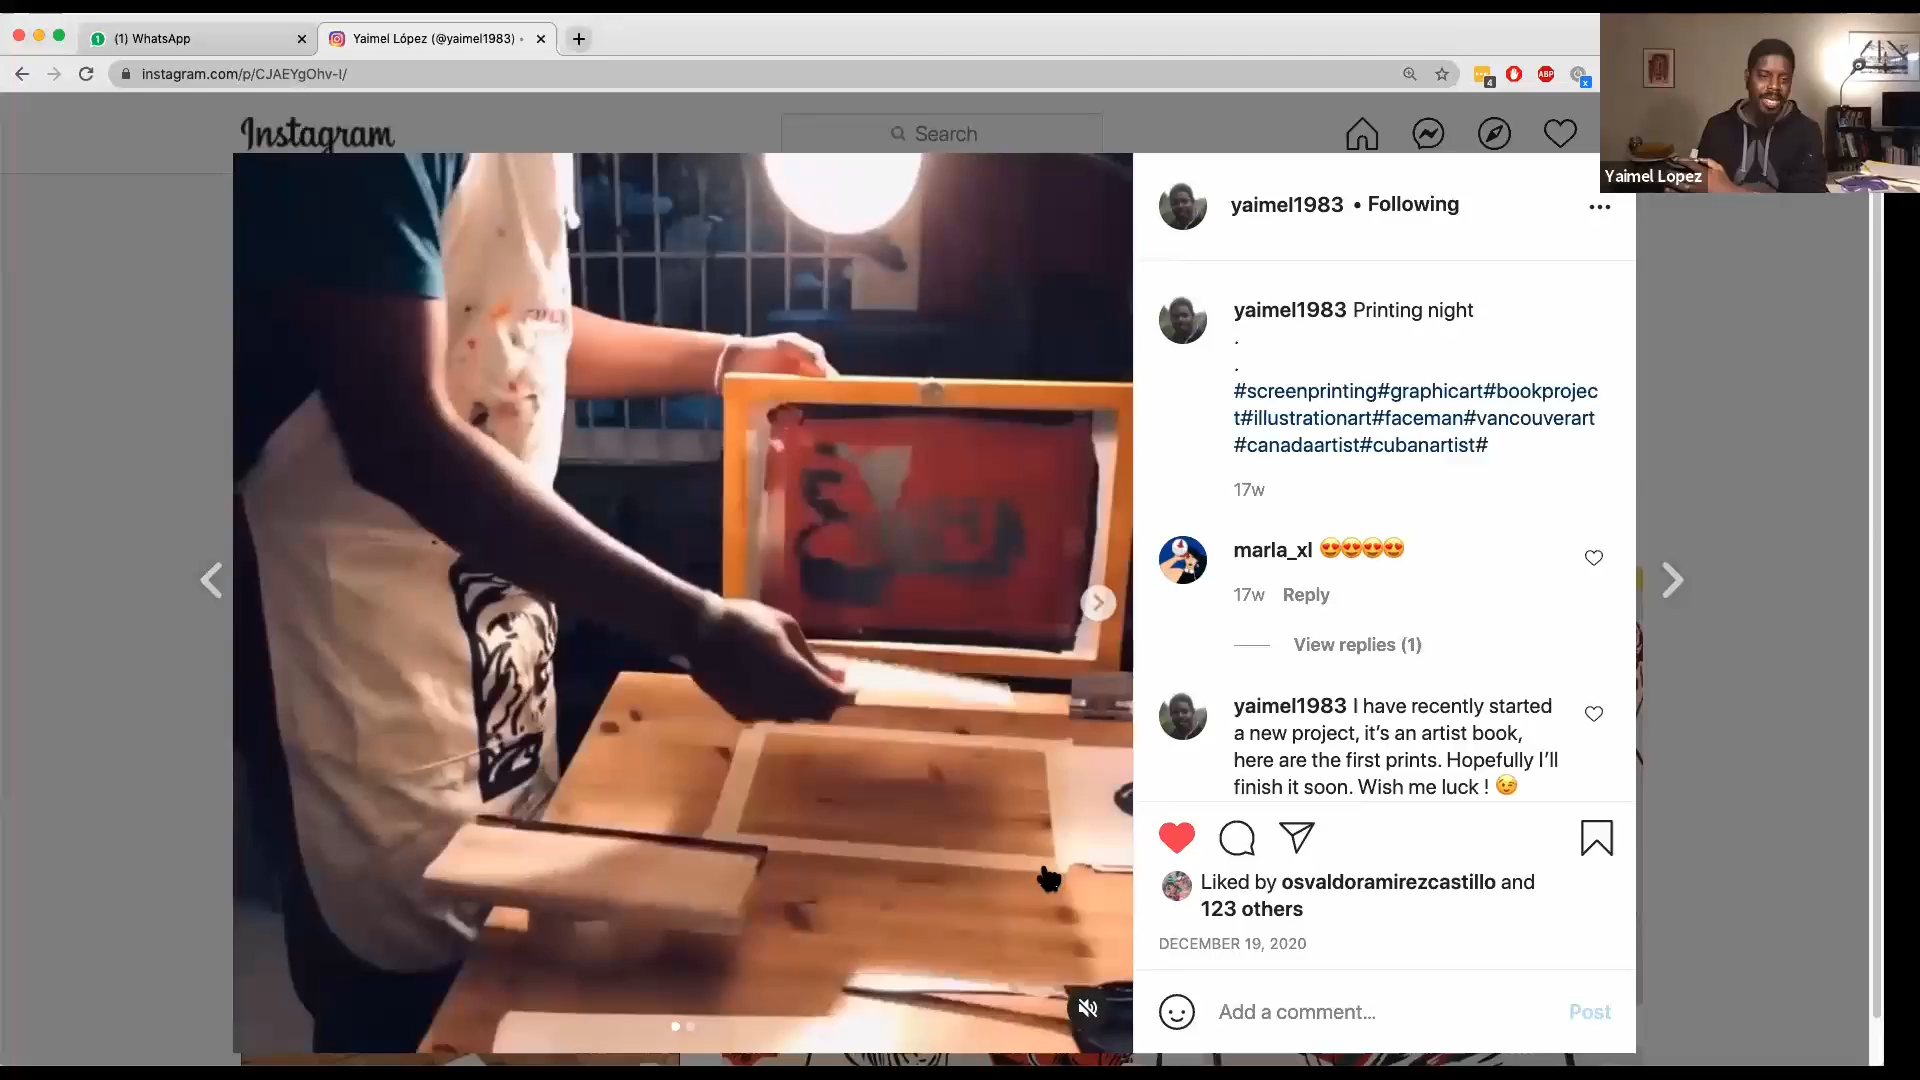 (1) WhatsApp
Yaimel López (@yaimel1983) •
instagram.com/p/CJAEYgOhv-I/
4
ABP
x
Instagram
Search
Yaimel Lopez
yaimel1983 • Following
yaimel1983 Printing night
.
.
#screenprinting#graphicart#bookprojec
t#illustrationart#faceman#vancouverart
#canadaartist#cubanartist#
17w
marla_xl 😍😍😍😍
17w Reply
View replies (1)
yaimel1983 I have recently started
a new project, it’s an artist book,
here are the first prints. Hopefully I’ll
finish it soon. Wish me luck ! 😉
Liked by osvaldoramirezcastillo and
123 others
DECEMBER 19, 2020
Add a comment...
Post